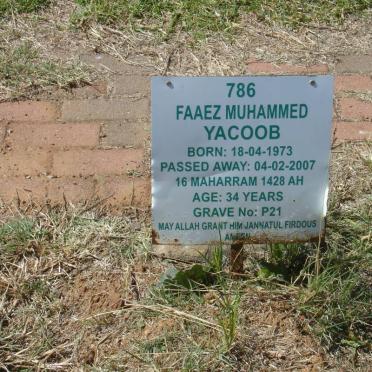 786
FAAEZ MUHAMMED
YACOOB
BORN: 18-04-1973
PASSED AWAY: 04-02-2007
16 MAHARRAM 1428 AH
AGE: 34 YEARS
GRAVE No: P21
MAY ALLAH GRANT HIM JANNATUL FIRDOUS